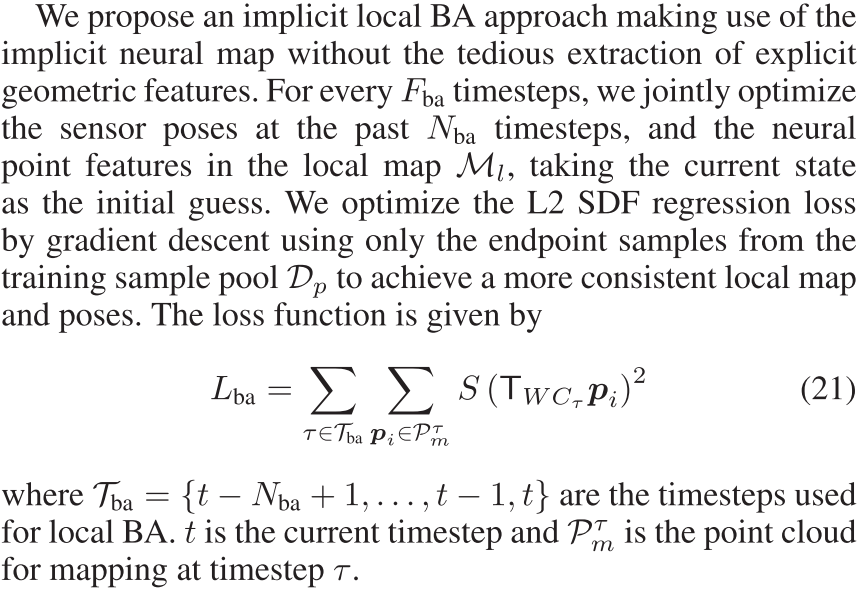 We propose an implicit local BA approach making use of the
implicit neural map without the tedious extraction of explicit
geometric features. For every $F_{\text{ba}}$ timesteps, we jointly optimize
the sensor poses at the past $N_{\text{ba}}$ timesteps, and the neural
point features in the local map $\mathcal{M}_l$, taking the current state
as the initial guess. We optimize the L2 SDF regression loss
by gradient descent using only the endpoint samples from the
training sample pool $\mathcal{D}_p$ to achieve a more consistent local map
and poses. The loss function is given by
$L_{\text{ba}} = \sum_{\tau \in \mathcal{T}_{\text{ba}}} \sum_{\boldsymbol{p}_i \in \mathcal{P}_m^{\tau}} S\left(\mathsf{T}_{WC_\tau} \boldsymbol{p}_i\right)^2$ (21)
where $\mathcal{T}_{\text{ba}} = \{t - N_{\text{ba}} + 1, \ldots, t - 1, t\}$ are the timesteps used
for local BA. $t$ is the current timestep and $\mathcal{P}_m^{\tau}$ is the point cloud
for mapping at timestep $\tau$.